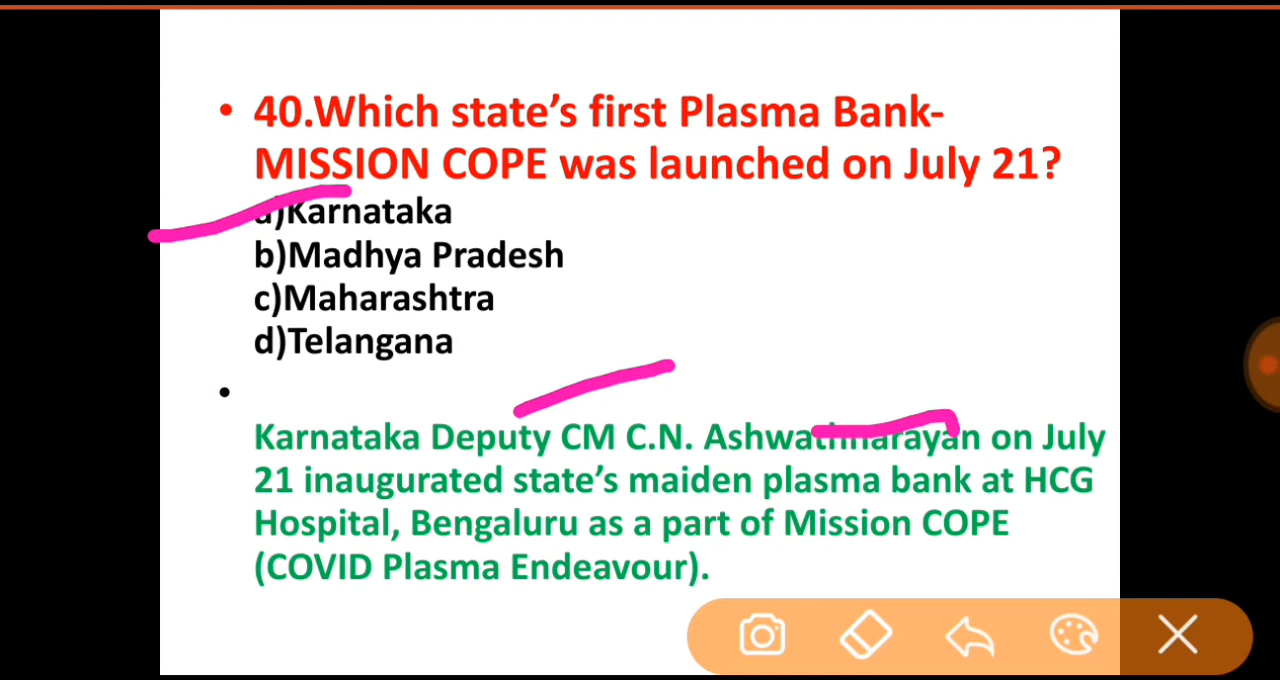 • 40.Which state’s first Plasma Bank-
MISSION COPE was launched on July 21?
a)Karnataka
b)Madhya Pradesh
c)Maharashtra
d)Telangana
•
Karnataka Deputy CM C.N. Ashwathnarayan on July
21 inaugurated state’s maiden plasma bank at HCG
Hospital, Bengaluru as a part of Mission COPE
(COVID Plasma Endeavour).